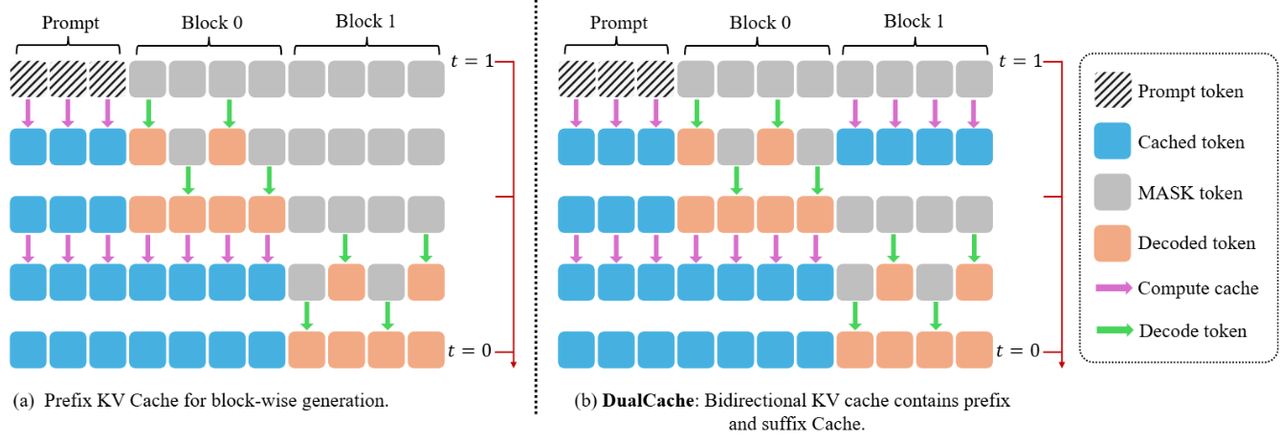 Prompt
Block 0
Block 1
t = 1
t = 0
(a) Prefix KV Cache for block-wise generation.
Prompt
Block 0
Block 1
t = 1
t = 0
(b) DualCache: Bidirectional KV cache contains prefix
and suffix Cache.
Prompt token
Cached token
MASK token
Decoded token
Compute cache
Decode token